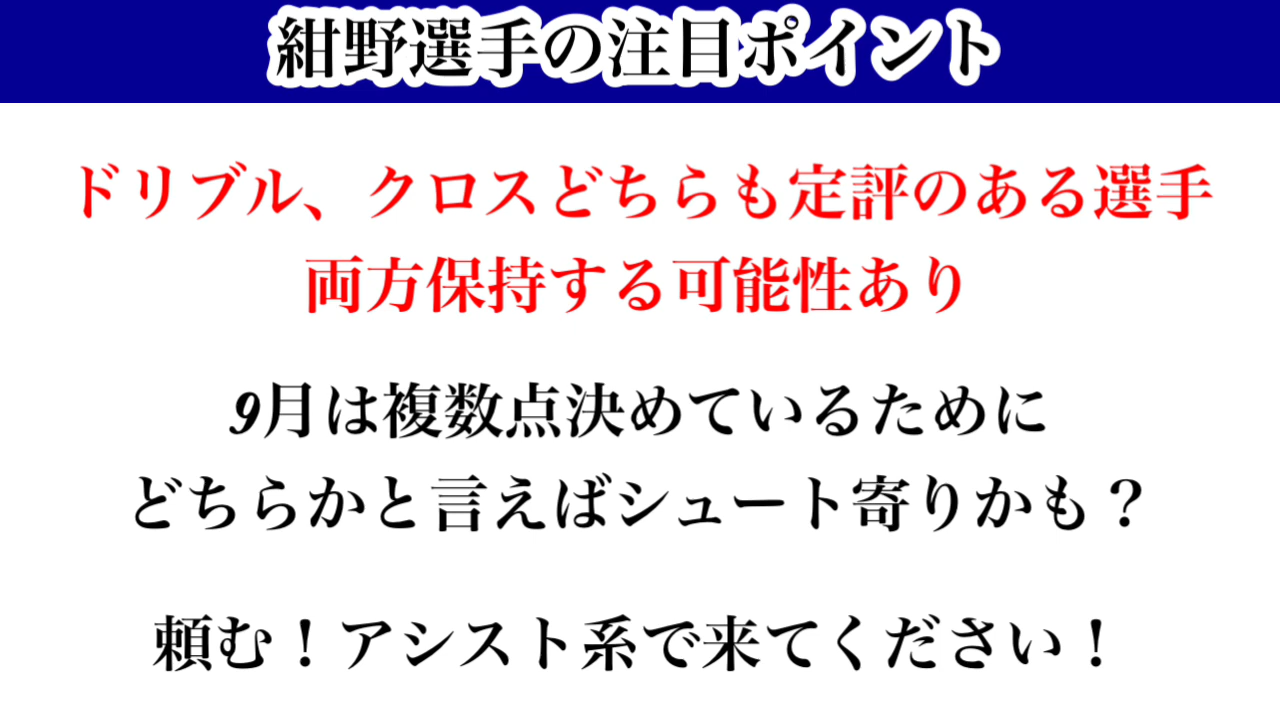 紺野選手の注目ポイント
ドリブル、クロスどちらも定評のある選手
両方保持する可能性あり
9月は複数点決めているために
どちらかと言えばシュート寄りかも？
頼む！アシスト系で来てください！